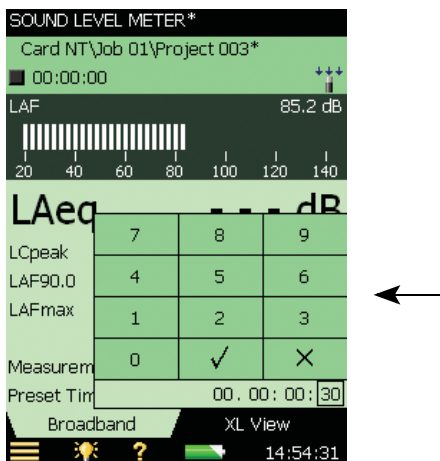 SOUND LEVEL METER*
Card NT\Job 01\Project 003*
00:00:00
LAF 85.2 dB
20 40 60 80 100 120 140
LAeq - - - dB
LCpeak
LAF90.0
LAFmax
7 8 9
4 5 6
1 2 3
0 ✓ ✕
Measurem
Preset Tim
00. 00: 00: 30
Broadband XL View
? 14:54:31